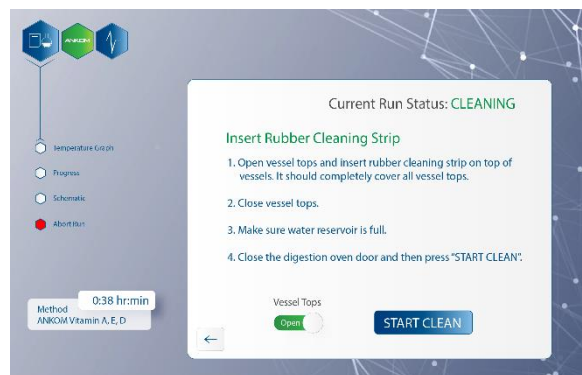 ANKOM
Temperature Graph
Progress
Schematic
Abort Run
0:38 hr:min
Method
ANKOM Vitamin A, E, D
Current Run Status: CLEANING
Insert Rubber Cleaning Strip
1. Open vessel tops and insert rubber cleaning strip on top of
vessels. It should completely cover all vessel tops.
2. Close vessel tops.
3. Make sure water reservoir is full.
4. Close the digestion oven door and then press "START CLEAN".
Vessel Tops
Open
START CLEAN